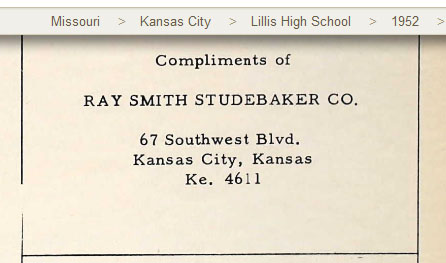 Missouri > Kansas City > Lillis High School > 1952 >
Compliments of
RAY SMITH STUDEBAKER CO.
67 Southwest Blvd.
Kansas City, Kansas
Ke. 4611